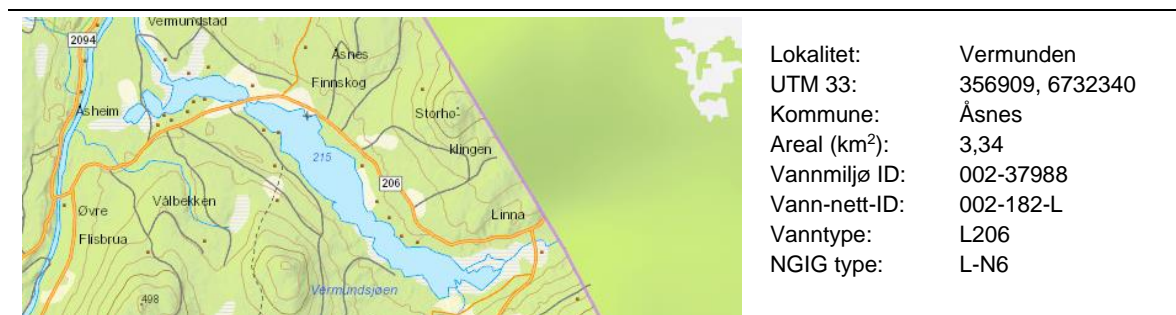 Vermundstad
2094
Åsnes
Finnskog
Åsheim
Storhø-
klingen
215
206
Øvre
Vålbekken
Linna
Flisbrua
Vermundsjøen
498
Lokalitet: Vermunden
UTM 33: 356909, 6732340
Kommune: Åsnes
Areal (km²): 3,34
Vannmiljø ID: 002-37988
Vann-nett-ID: 002-182-L
Vanntype: L206
NGIG type: L-N6